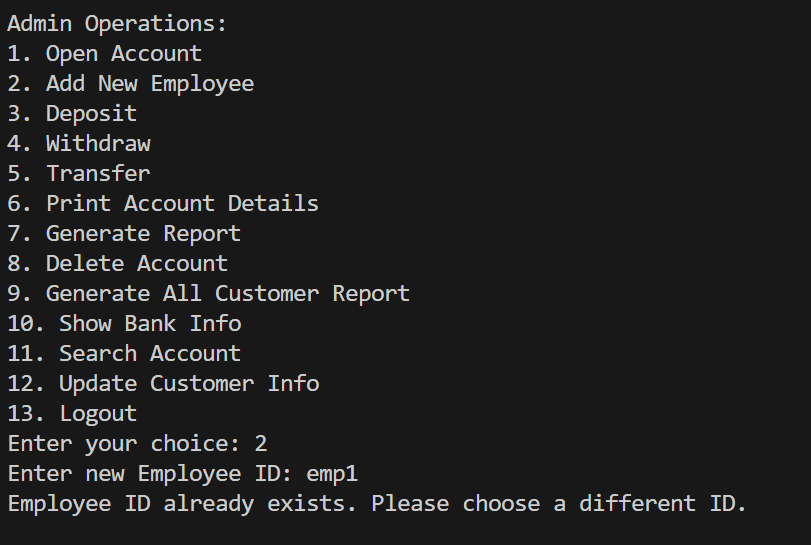 Admin Operations:
1. Open Account
2. Add New Employee
3. Deposit
4. Withdraw
5. Transfer
6. Print Account Details
7. Generate Report
8. Delete Account
9. Generate All Customer Report
10. Show Bank Info
11. Search Account
12. Update Customer Info
13. Logout
Enter your choice: 2
Enter new Employee ID: emp1
Employee ID already exists. Please choose a different ID.